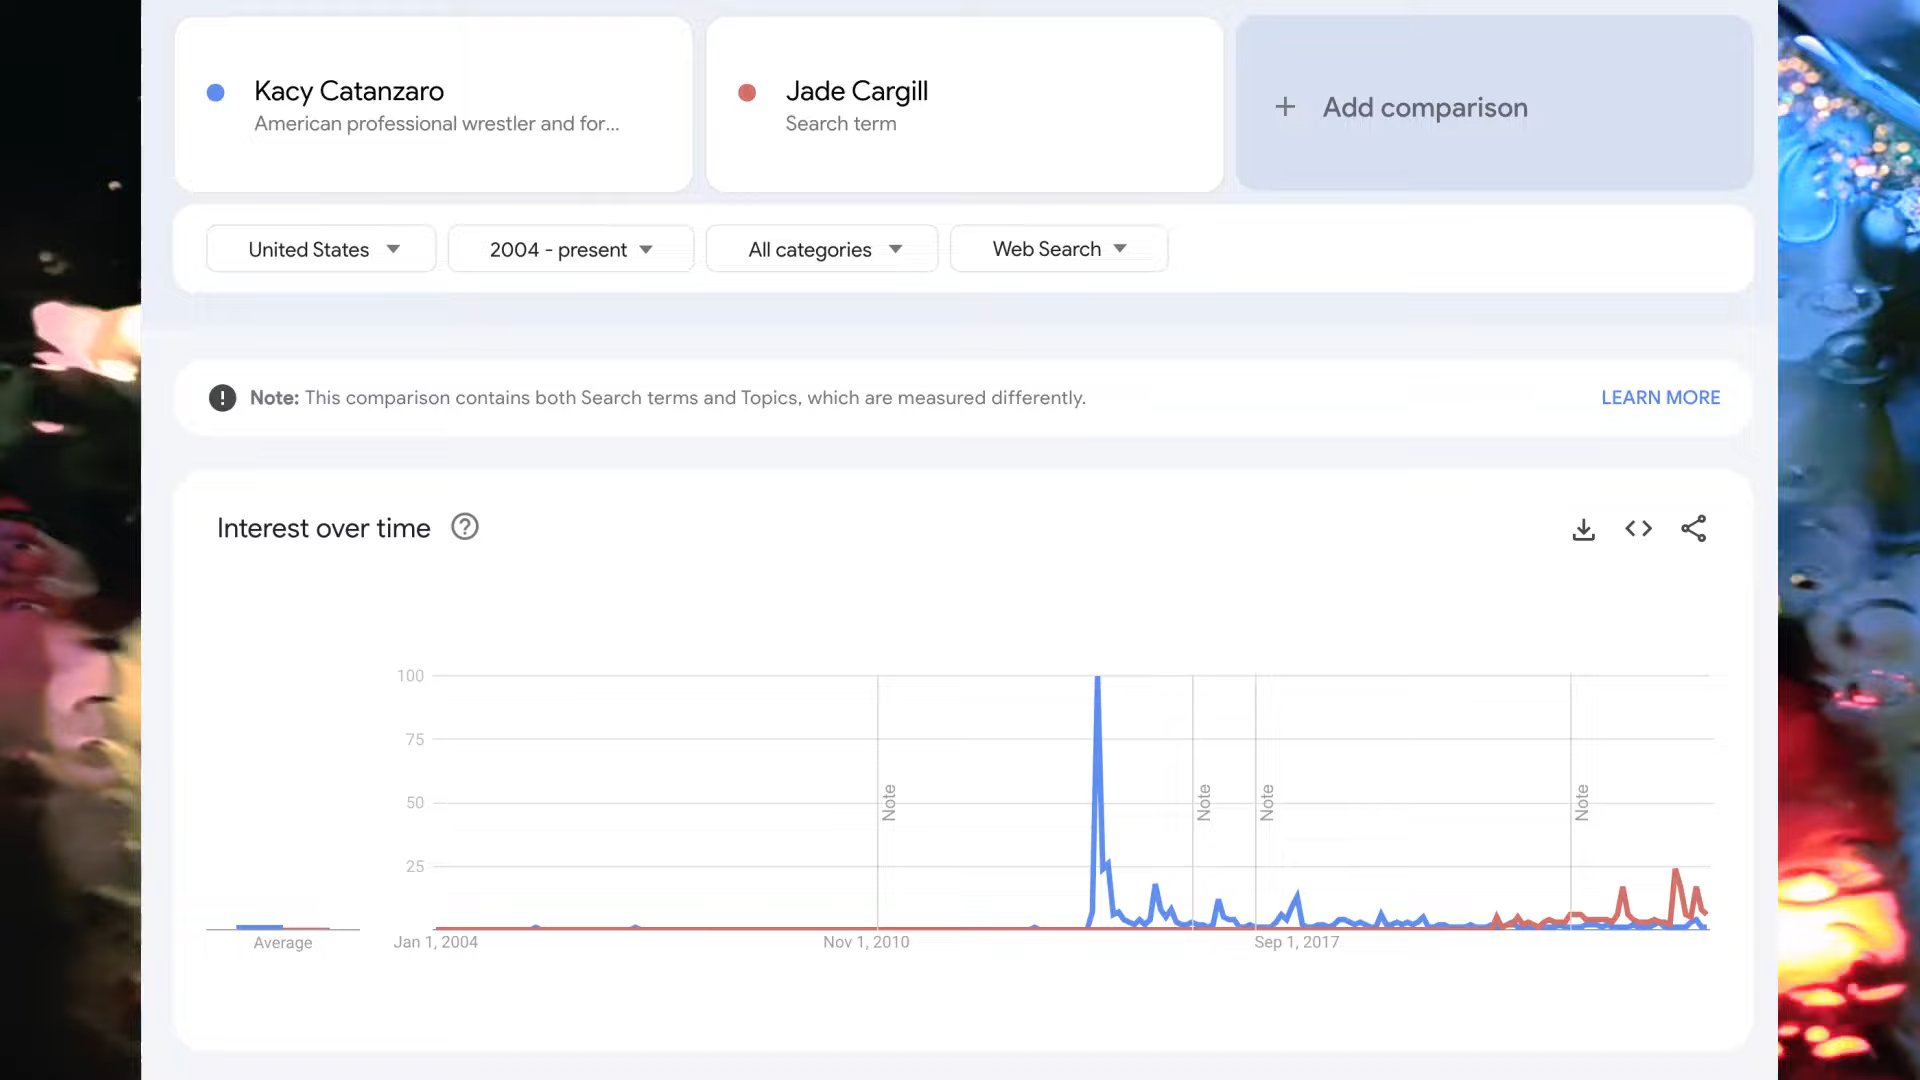 Kacy Catanzaro
American professional wrestler and for...
Jade Cargill
Search term
+ Add comparison
United States
2004 - present
All categories
Web Search
Note: This comparison contains both Search terms and Topics, which are measured differently.
LEARN MORE
Interest over time
100
75
50
25
Note
Note
Note
Note
Average
Jan 1, 2004
Nov 1, 2010
Sep 1, 2017